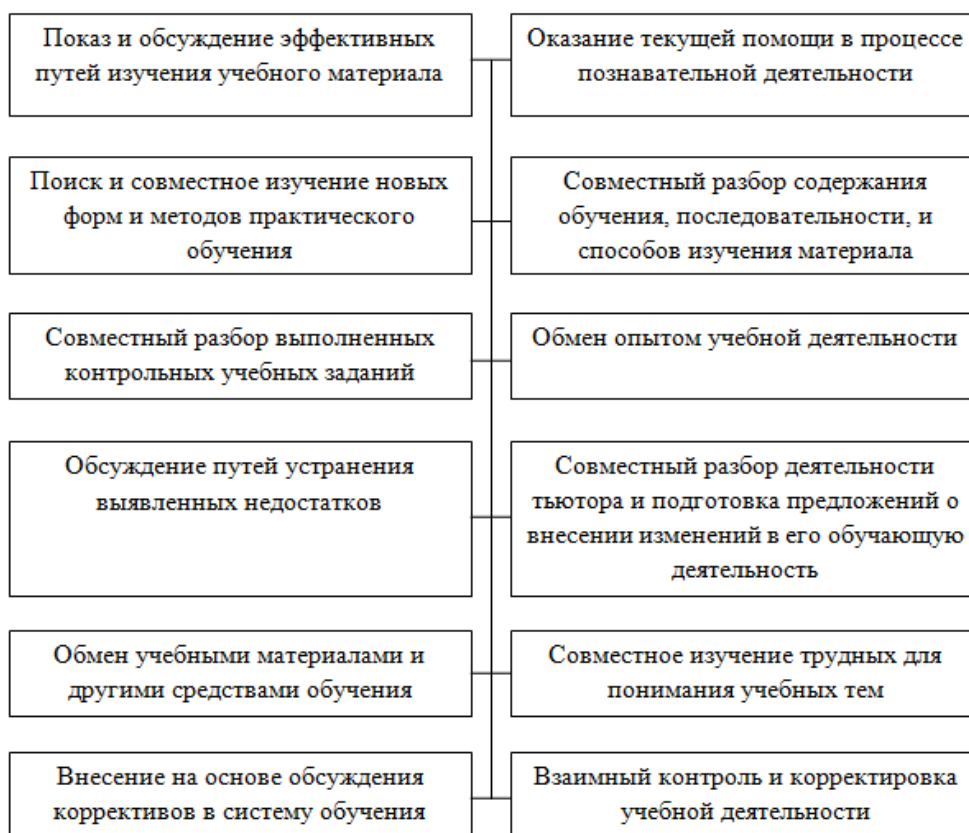 Показ и обсуждение эффективных
путей изучения учебного материала
Оказание текущей помощи в процессе
познавательной деятельности
Поиск и совместное изучение новых
форм и методов практического
обучения
Совместный разбор содержания
обучения, последовательности, и
способов изучения материала
Совместный разбор выполненных
контрольных учебных заданий
Обмен опытом учебной деятельности
Обсуждение путей устранения
выявленных недостатков
Совместный разбор деятельности
тьютора и подготовка предложений о
внесении изменений в его обучающую
деятельность
Обмен учебными материалами и
другими средствами обучения
Совместное изучение трудных для
понимания учебных тем
Внесение на основе обсуждения
коррективов в систему обучения
Взаимный контроль и корректировка
учебной деятельности